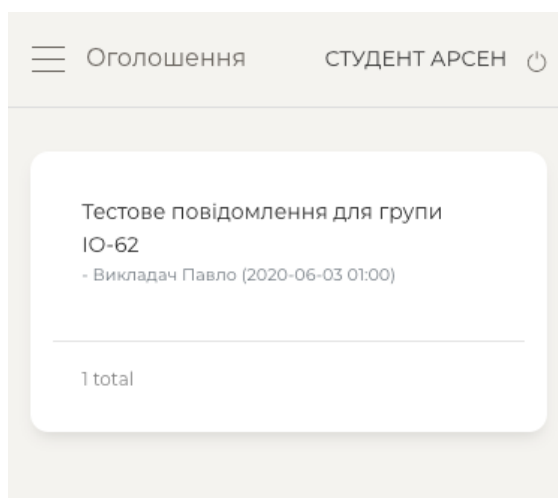 Оголошення СТУДЕНТ АРСЕН
Тестове повідомлення для групи
ІО-62
- Викладач Павло (2020-06-03 01:00)
1 total